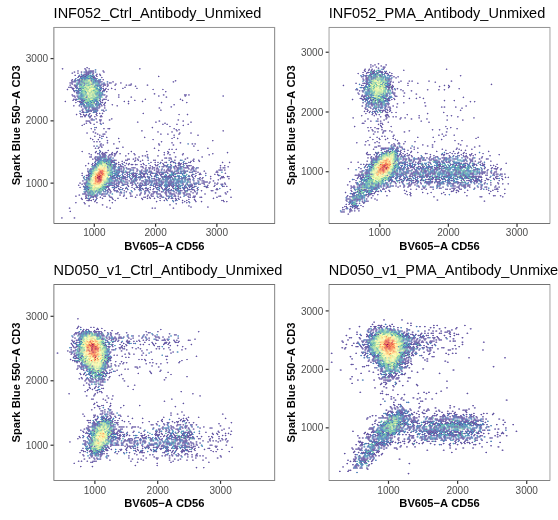 INF052_Ctrl_Antibody_Unmixed
INF052_PMA_Antibody_Unmixed
Spark Blue 550−A CD3
3000
2000
1000
1000 2000 3000
BV605−A CD56
Spark Blue 550−A CD3
3000
2000
1000
1000 2000 3000
BV605−A CD56
ND050_v1_Ctrl_Antibody_Unmixed
ND050_v1_PMA_Antibody_Unmixe
Spark Blue 550−A CD3
3000
2000
1000
1000 2000 3000
BV605−A CD56
Spark Blue 550−A CD3
3000
2000
1000
1000 2000 3000
BV605−A CD56